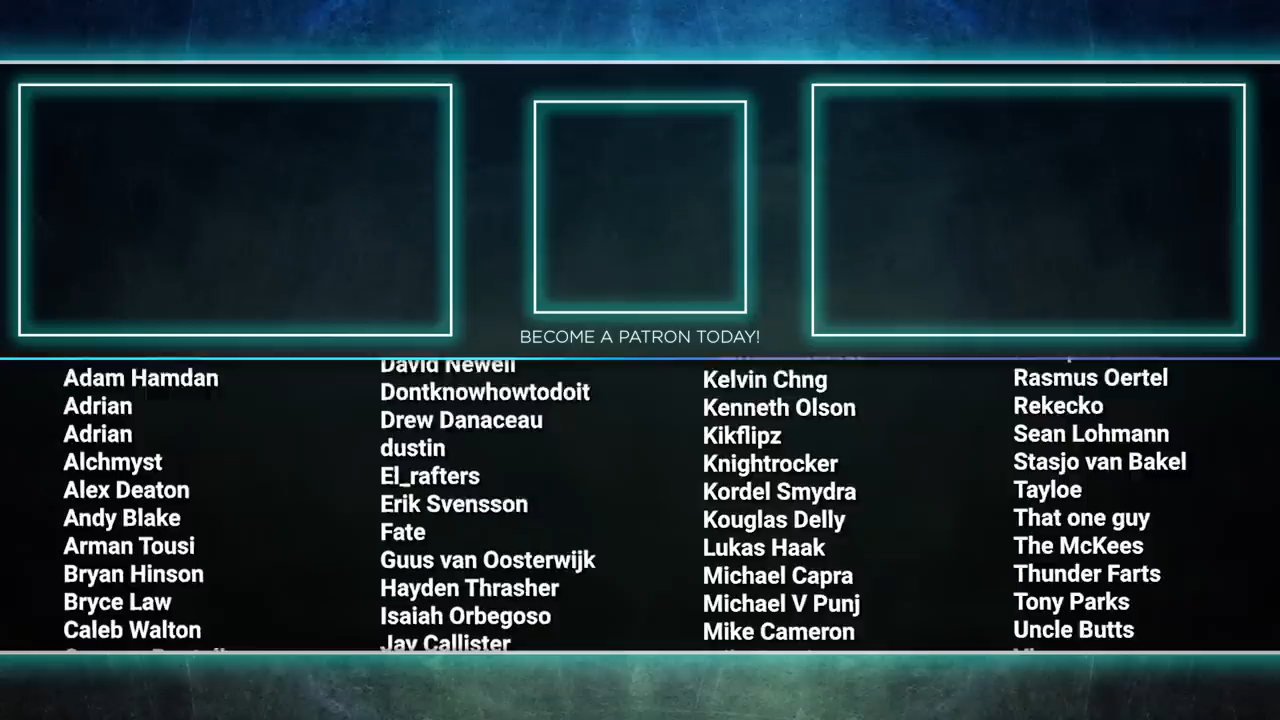 BECOME A PATRON TODAY!
Adam Hamdan
Adrian
Adrian
Alchmyst
Alex Deaton
Andy Blake
Arman Tousi
Bryan Hinson
Bryce Law
Caleb Walton
David Newell
Dontknowhowtodoit
Drew Danaceau
dustin
El_rafters
Erik Svensson
Fate
Guus van Oosterwijk
Hayden Thrasher
Isaiah Orbegoso
Jay Callister
Kelvin Chng
Kenneth Olson
Kikflipz
Knightrocker
Kordel Smydra
Kouglas Delly
Lukas Haak
Michael Capra
Michael V Punj
Mike Cameron
Rasmus Oertel
Rekecko
Sean Lohmann
Stasjo van Bakel
Tayloe
That one guy
The McKees
Thunder Farts
Tony Parks
Uncle Butts